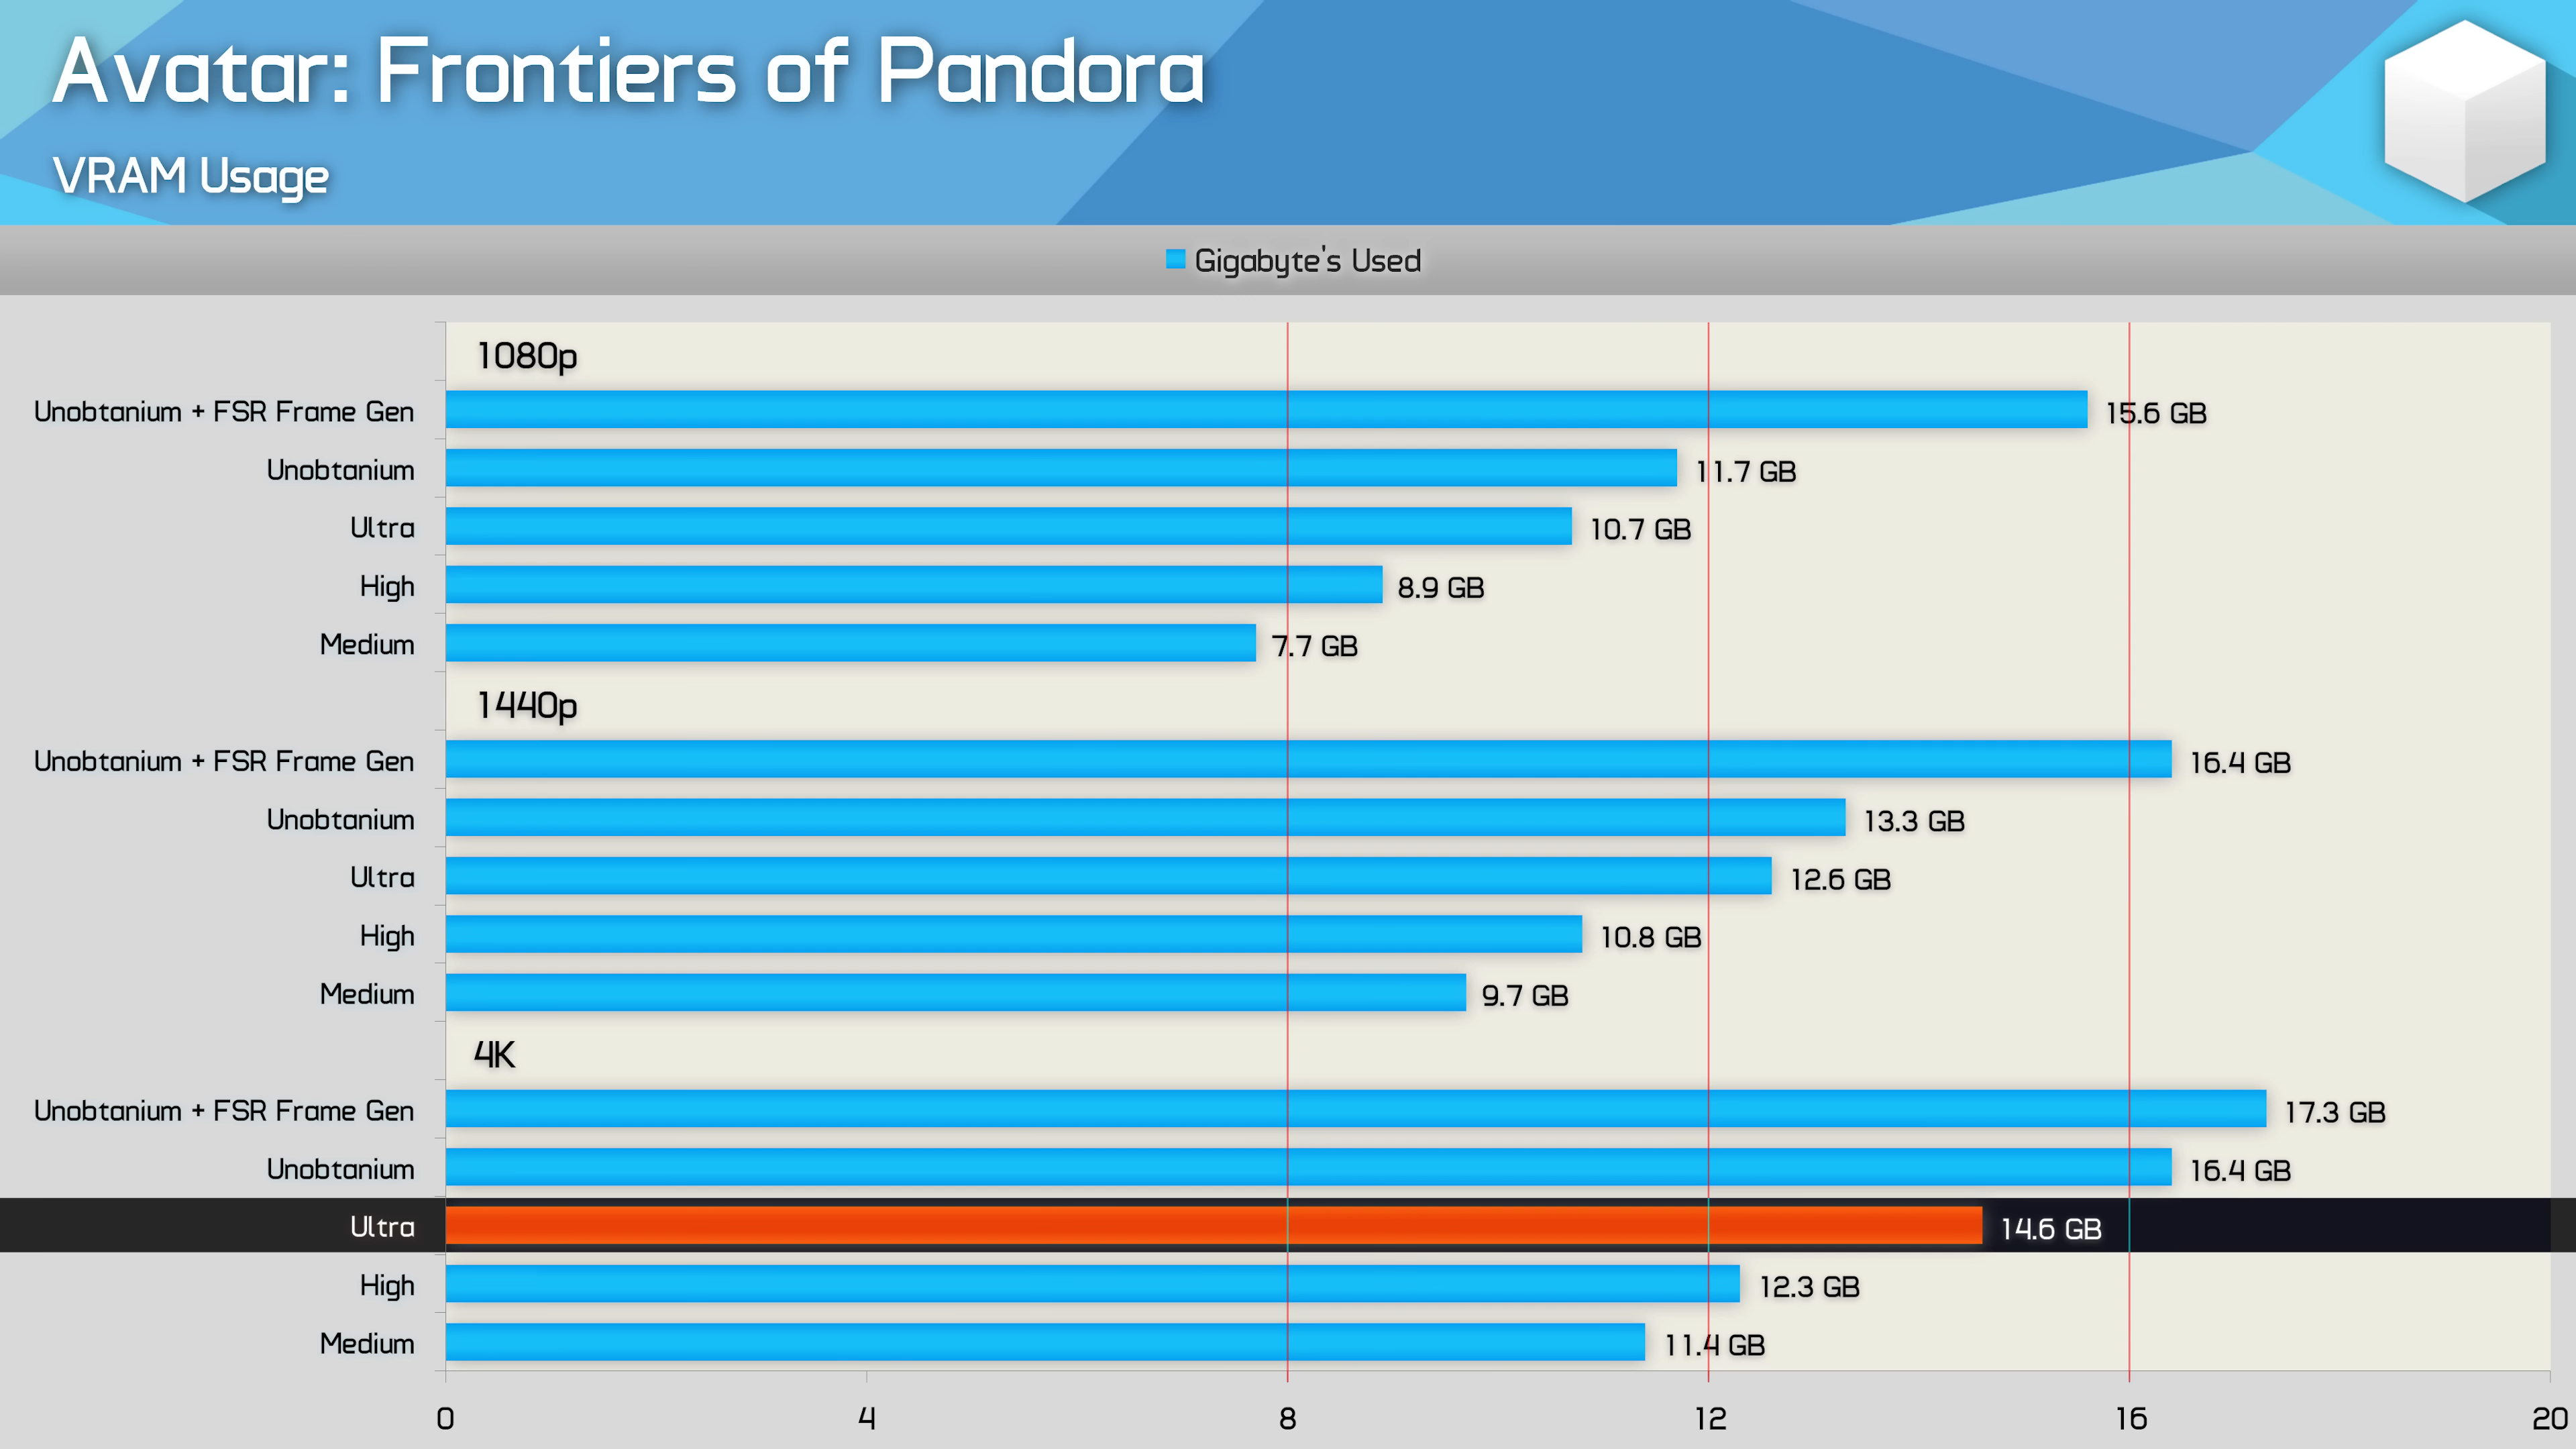 Avatar: Frontiers of Pandora
VRAM Usage
Gigabyte's Used
1080p
Unobtanium + FSR Frame Gen 15.6 GB
Unobtanium 11.7 GB
Ultra 10.7 GB
High 8.9 GB
Medium 7.7 GB
1440p
Unobtanium + FSR Frame Gen 16.4 GB
Unobtanium 13.3 GB
Ultra 12.6 GB
High 10.8 GB
Medium 9.7 GB
4K
Unobtanium + FSR Frame Gen 17.3 GB
Unobtanium 16.4 GB
Ultra 14.6 GB
High 12.3 GB
Medium 11.4 GB
0 4 8 12 16 20